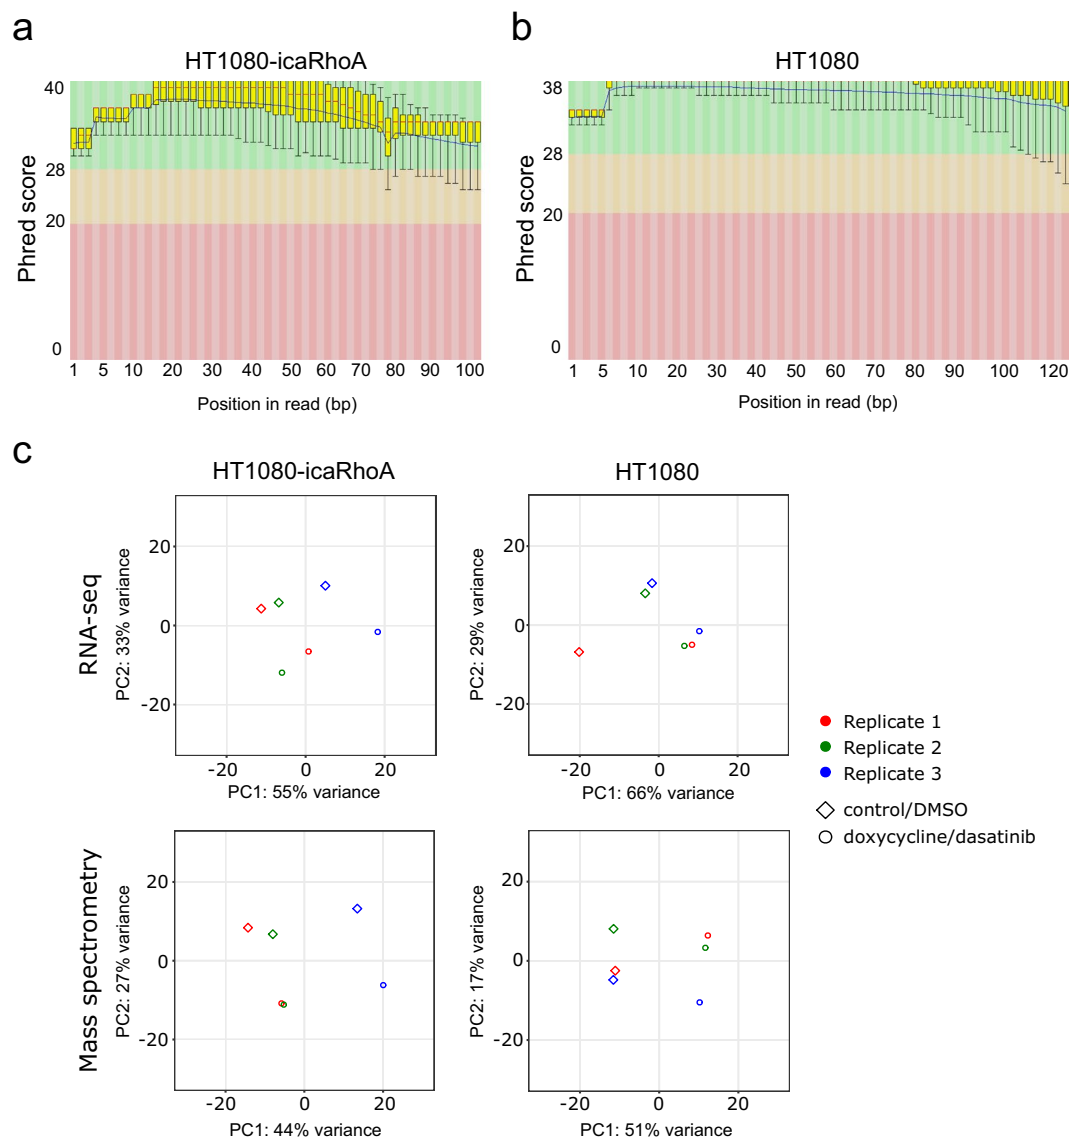 a
HT1080-icaRhoA
Phred score
40
28
20
0
1 5 10 20 30 40 50 60 70 80 90 100
Position in read (bp)
b
HT1080
Phred score
38
28
20
0
1 5 10 20 30 40 60 80 100 120
Position in read (bp)
c
HT1080-icaRhoA
HT1080
RNA-seq
PC2: 33% variance
20
0
-20
-20 0 20
PC1: 55% variance
PC2: 29% variance
20
0
-20
-20 0 20
PC1: 66% variance
Replicate 1
Replicate 2
Replicate 3
control/DMSO
doxycycline/dasatinib
Mass spectrometry
PC2: 27% variance
20
0
-20
-20 0 20
PC1: 44% variance
PC2: 17% variance
20
0
-20
-20 0 20
PC1: 51% variance